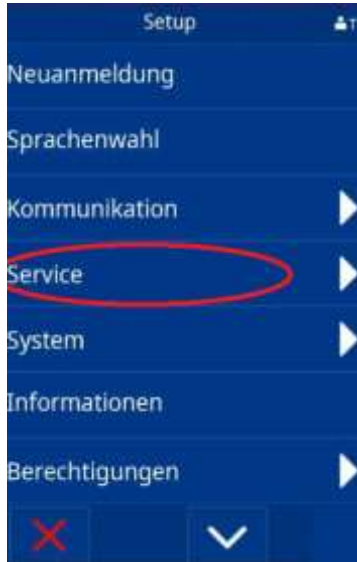 Setup
Neuanmeldung
Sprachenwahl
Kommunikation
Service
System
Informationen
Berechtigungen